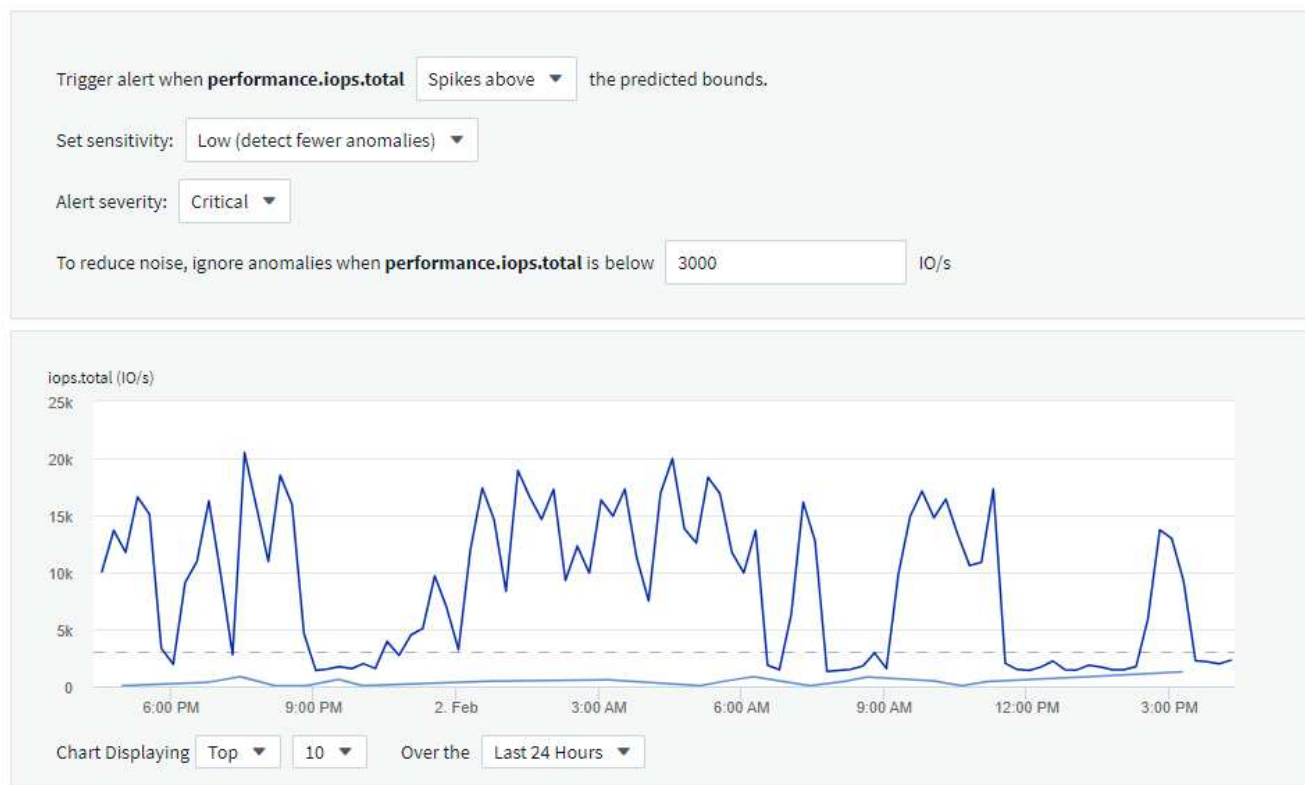 Trigger alert when performance.iops.total Spikes above the predicted bounds.
Set sensitivity: Low (detect fewer anomalies)
Alert severity: Critical
To reduce noise, ignore anomalies when performance.iops.total is below 3000 IO/s
iops.total (IO/s)
25k
20k
15k
10k
5k
0
6:00 PM 9:00 PM 2. Feb 3:00 AM 6:00 AM 9:00 AM 12:00 PM 3:00 PM
Chart Displaying Top 10 Over the Last 24 Hours